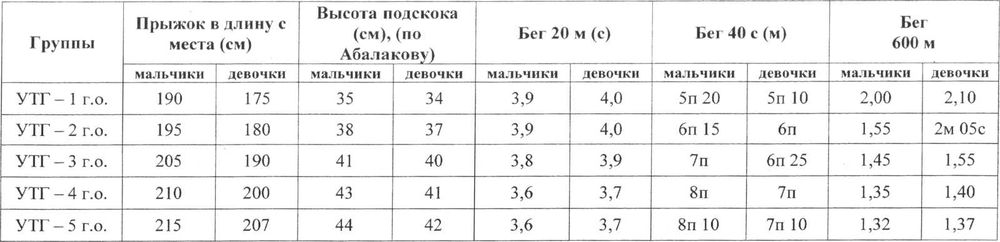 Группы Прыжок в длину с места (см) Высота подскока (см), (по Абалакову) Бег 20 м (с) Бег 40 с (м) Бег 600 м
мальчики девочки мальчики девочки мальчики девочки мальчики девочки мальчики девочки
УТГ – 1 г.о. 190 175 35 34 3,9 4,0 5п 20 5п 10 2,00 2,10
УТГ – 2 г.о. 195 180 38 37 3,9 4,0 6п 15 6п 1,55 2м 05с
УТГ – 3 г.о. 205 190 41 40 3,8 3,9 7п 6п 25 1,45 1,55
УТГ – 4 г.о. 210 200 43 41 3,6 3,7 8п 7п 1,35 1,40
УТГ – 5 г.о. 215 207 44 42 3,6 3,7 8п 10 7п 10 1,32 1,37